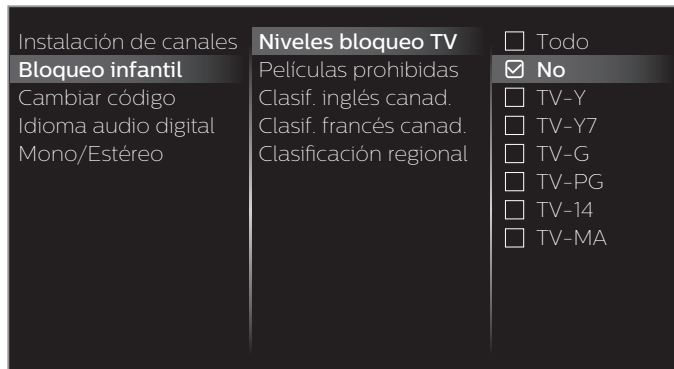 Instalación de canales
Bloqueo infantil
Cambiar código
Idioma audio digital
Mono/Estéreo
Niveles bloqueo TV
Películas prohibidas
Clasif. inglés canad.
Clasif. francés canad.
Clasificación regional
Todo
No
TV-Y
TV-Y7
TV-G
TV-PG
TV-14
TV-MA